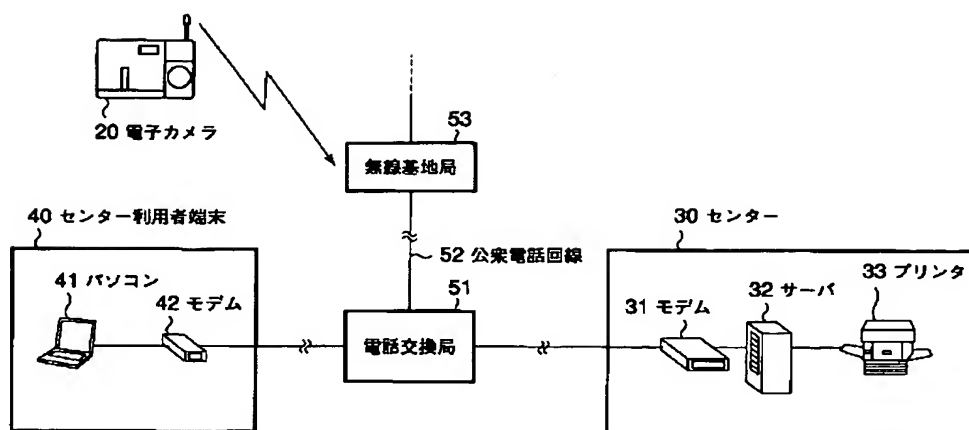 20 電子カメラ
53
無線基地局
40 センター利用者端末
30 センター
52 公衆電話回線
41 パソコン
42 モデム
51
電話交換局
31 モデム
32 サーバ
33 プリンタ